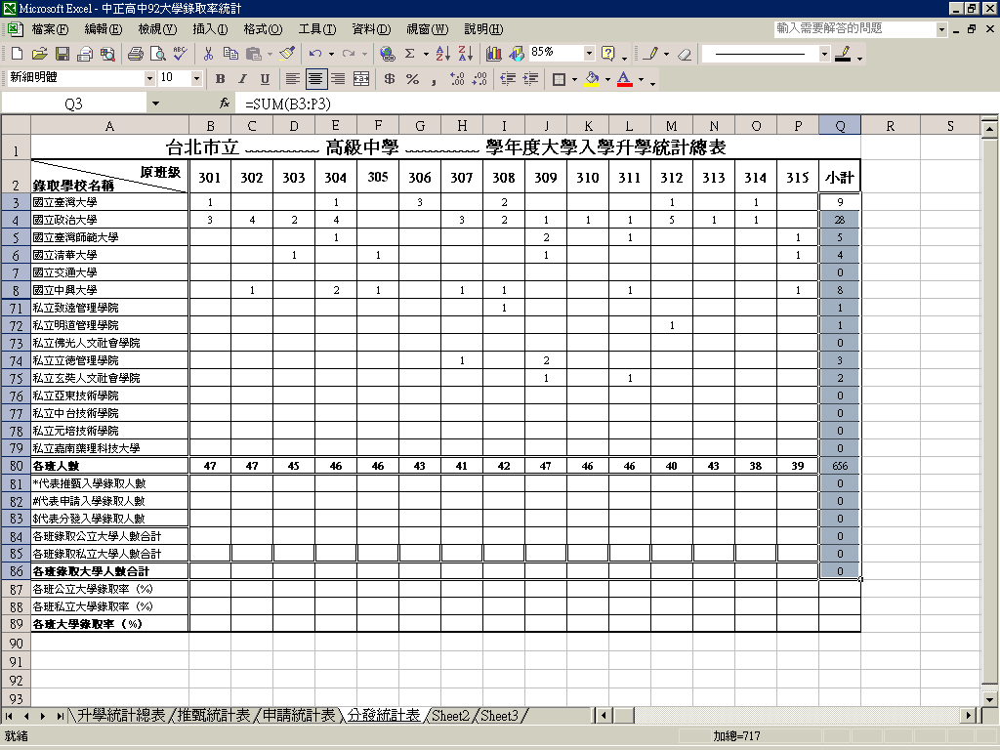 Microsoft Excel - 中正高中92大學錄取率統計
檔案(F) 編輯(E) 檢視(V) 插入(I) 格式(O) 工具(T) 資料(D) 視窗(W) 說明(H) 輸入需要解答的問題
85%
新細明體 10 B I U $ % ,
Q3 fx =SUM(B3:P3)
A B C D E F G H I J K L M N O P Q R S
1 台北市立 ﹏﹏﹏﹏﹏ 高級中學 ﹏﹏﹏﹏﹏ 學年度大學入學升學統計總表
原班級
2 錄取學校名稱 301 302 303 304 305 306 307 308 309 310 311 312 313 314 315 小計
3 國立臺灣大學 1 1 3 2 1 1 9
4 國立政治大學 3 4 2 4 3 2 1 1 1 5 1 1 28
5 國立臺灣師範大學 1 2 1 1 5
6 國立清華大學 1 1 1 1 4
7 國立交通大學 0
8 國立中興大學 1 2 1 1 1 1 1 8
71 私立致遠管理學院 1 1
72 私立明道管理學院 1 1
73 私立佛光人文社會學院 0
74 私立立德管理學院 1 2 3
75 私立玄奘人文社會學院 1 1 2
76 私立亞東技術學院 0
77 私立中台技術學院 0
78 私立元培技術學院 0
79 私立嘉南藥理科技大學 0
80 各班人數 47 47 45 46 46 43 41 42 47 46 46 40 43 38 39 656
81 *代表推甄入學錄取人數 0
82 #代表申請入學錄取人數 0
83 $代表分發入學錄取人數 0
84 各班錄取公立大學人數合計 0
85 各班錄取私立大學人數合計 0
86 各班錄取大學人數合計 0
87 各班公立大學錄取率（%）
88 各班私立大學錄取率（%）
89 各班大學錄取率（%）
90
91
92
93
升學統計總表 推甄統計表 申請統計表 分發統計表 Sheet2 Sheet3
就緒 加總=717